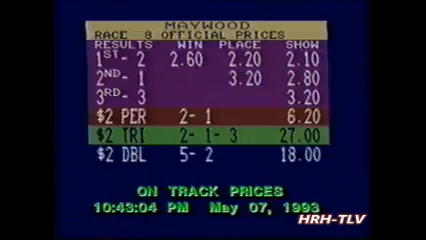 MAYWOOD
RACE 8 OFFICIAL PRICES
RESULTS WIN PLACE SHOW
1ST- 2 2.60 2.20 2.10
2ND- 1 3.20 2.80
3RD- 3 3.20
$2 PER 2- 1 6.20
$2 TRI 2- 1- 3 27.00
$2 DBL 5- 2 18.00
ON TRACK PRICES
10:43:04 PM May 07, 1993
HRH-TLV